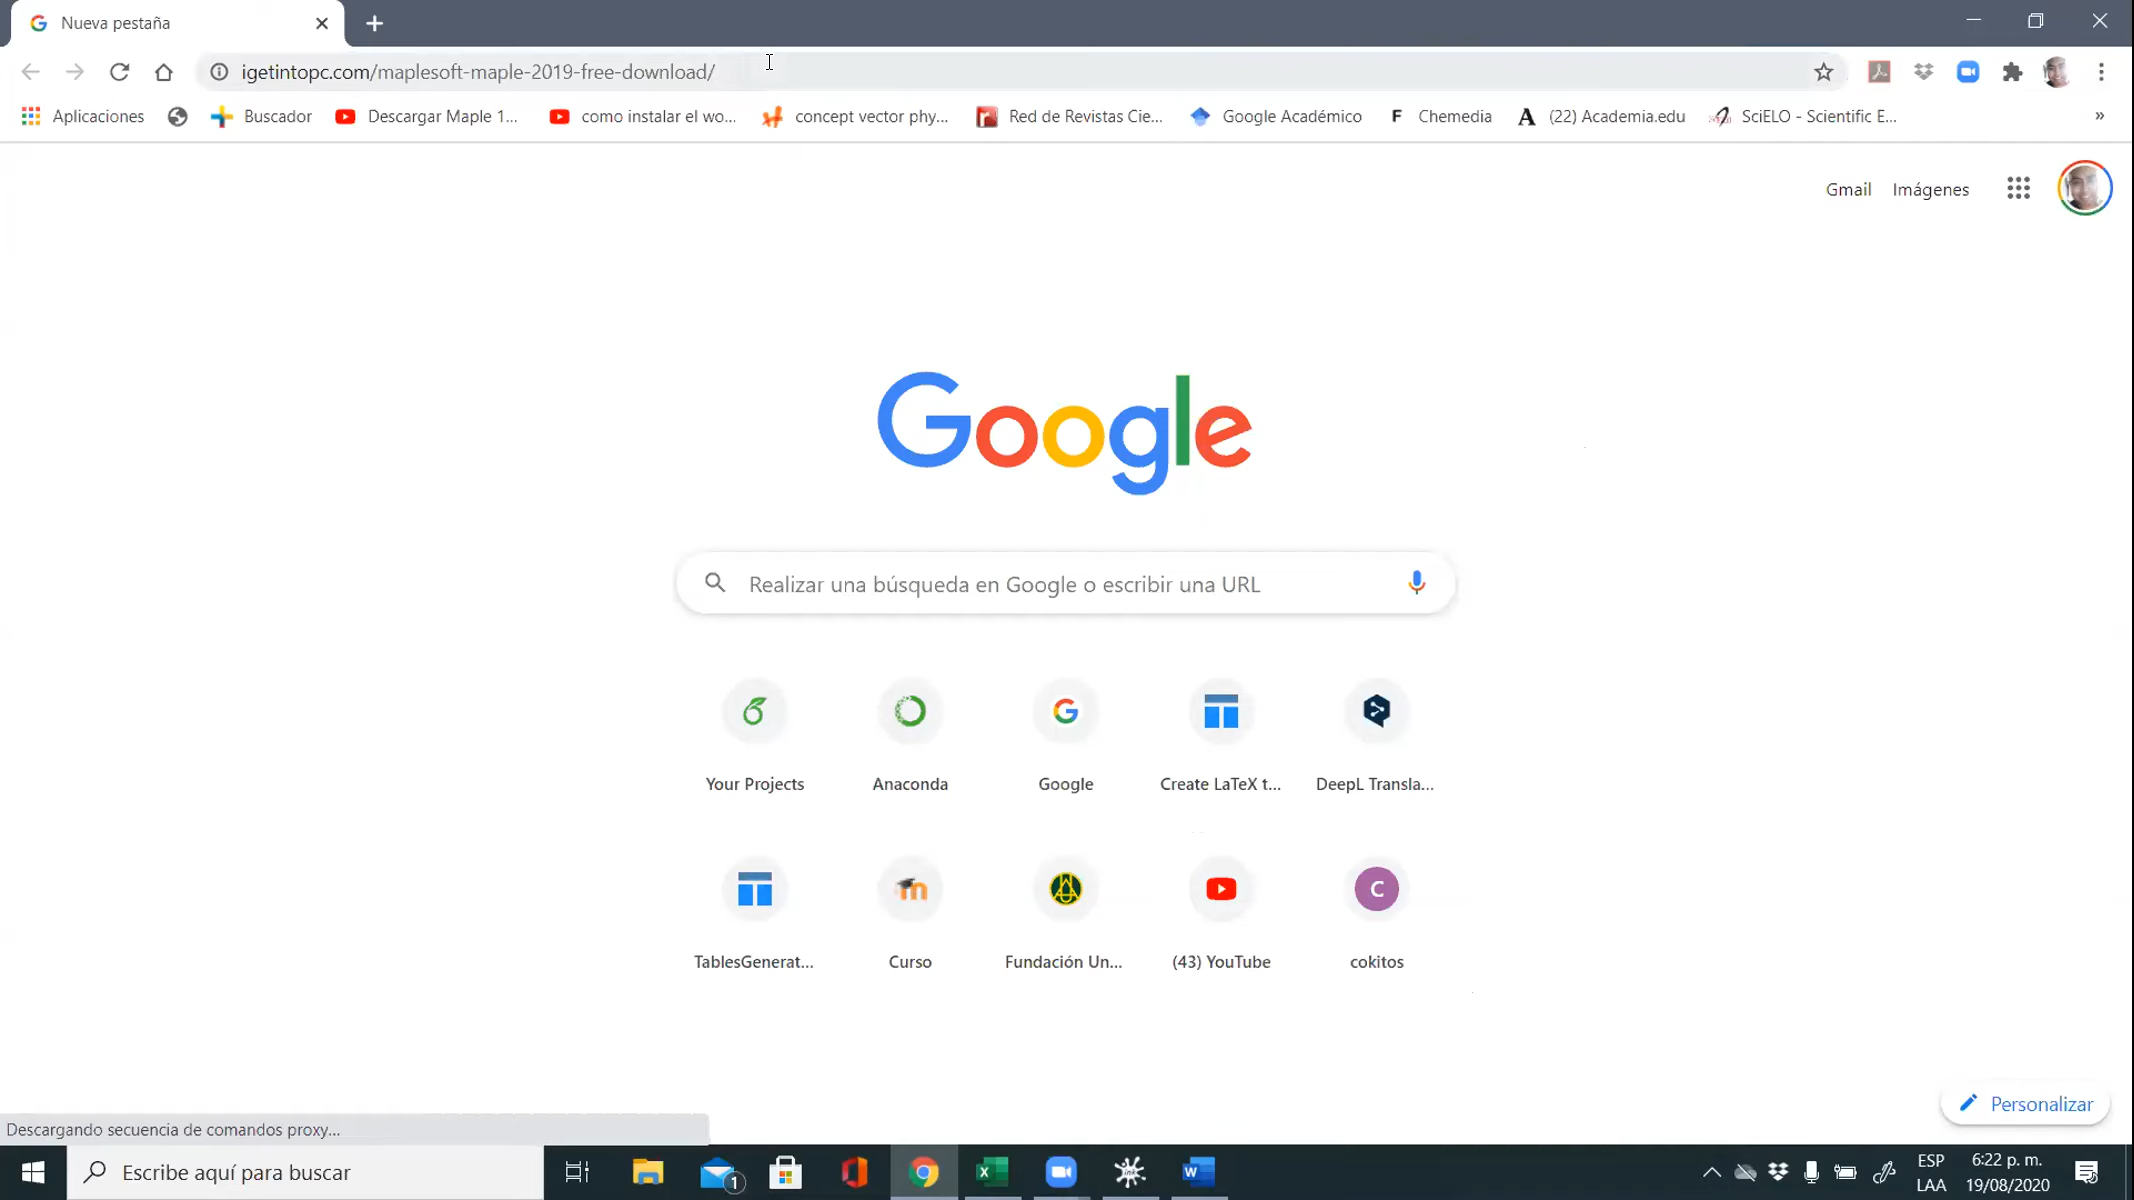 Nueva pestaña
igetintopc.com/maplesoft-maple-2019-free-download/
Aplicaciones
Buscador
Descargar Maple 1...
como instalar el wo...
concept vector phy...
Red de Revistas Cie...
Google Académico
F Chemedia
A (22) Academia.edu
SciELO - Scientific E...
»
Gmail
Imágenes
Google
Realizar una búsqueda en Google o escribir una URL
Your Projects
Anaconda
Google
Create LaTeX t...
DeepL Transla...
TablesGenerat...
Curso
Fundación Un...
(43) YouTube
C
cokitos
Personalizar
Descargando secuencia de comandos proxy...
Escribe aquí para buscar
1
ESP
LAA
6:22 p. m.
19/08/2020